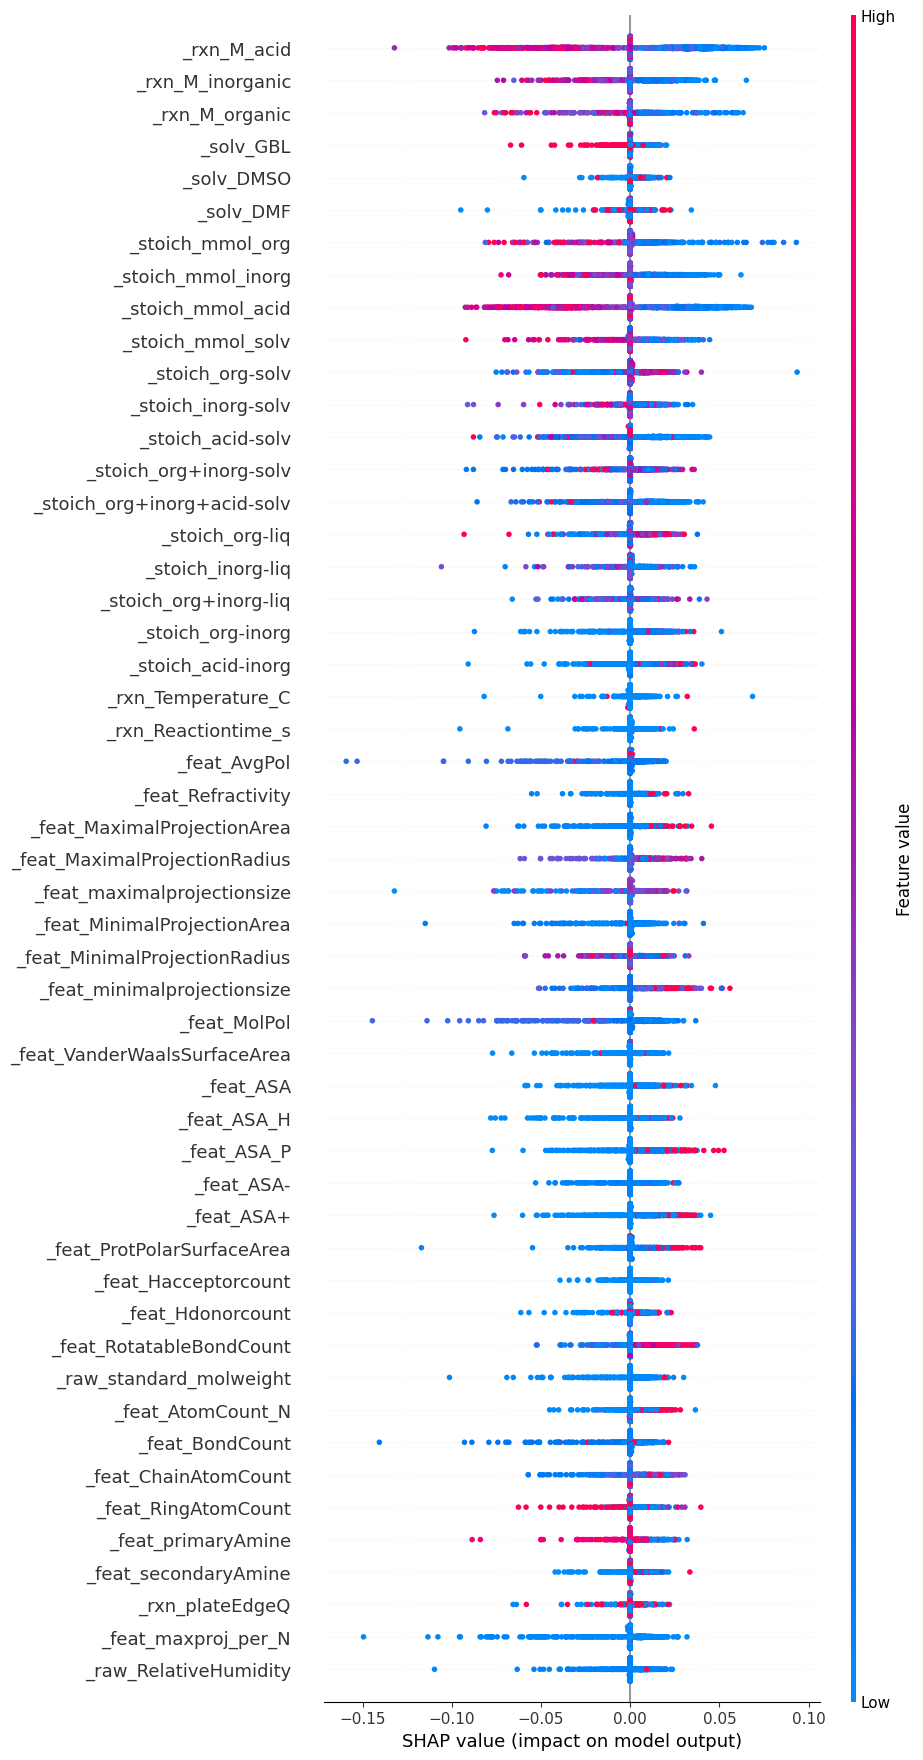 High
_rxn_M_acid
_rxn_M_inorganic
_rxn_M_organic
_solv_GBL
_solv_DMSO
_solv_DMF
_stoich_mmol_org
_stoich_mmol_inorg
_stoich_mmol_acid
_stoich_mmol_solv
_stoich_org-solv
_stoich_inorg-solv
_stoich_acid-solv
_stoich_org+inorg-solv
_stoich_org+inorg+acid-solv
_stoich_org-liq
_stoich_inorg-liq
_stoich_org+inorg-liq
_stoich_org-inorg
_stoich_acid-inorg
_rxn_Temperature_C
_rxn_Reactiontime_s
_feat_AvgPol
_feat_Refractivity
_feat_MaximalProjectionArea
_feat_MaximalProjectionRadius
_feat_maximalprojectionsize
_feat_MinimalProjectionArea
_feat_MinimalProjectionRadius
_feat_minimalprojectionsize
_feat_MolPol
_feat_VanderWaalsSurfaceArea
_feat_ASA
_feat_ASA_H
_feat_ASA_P
_feat_ASA-
_feat_ASA+
_feat_ProtPolarSurfaceArea
_feat_Hacceptorcount
_feat_Hdonorcount
_feat_RotatableBondCount
_raw_standard_molweight
_feat_AtomCount_N
_feat_BondCount
_feat_ChainAtomCount
_feat_RingAtomCount
_feat_primaryAmine
_feat_secondaryAmine
_rxn_plateEdgeQ
_feat_maxproj_per_N
_raw_RelativeHumidity
Feature value
Low
−0.15 −0.10 −0.05 0.00 0.05 0.10
SHAP value (impact on model output)